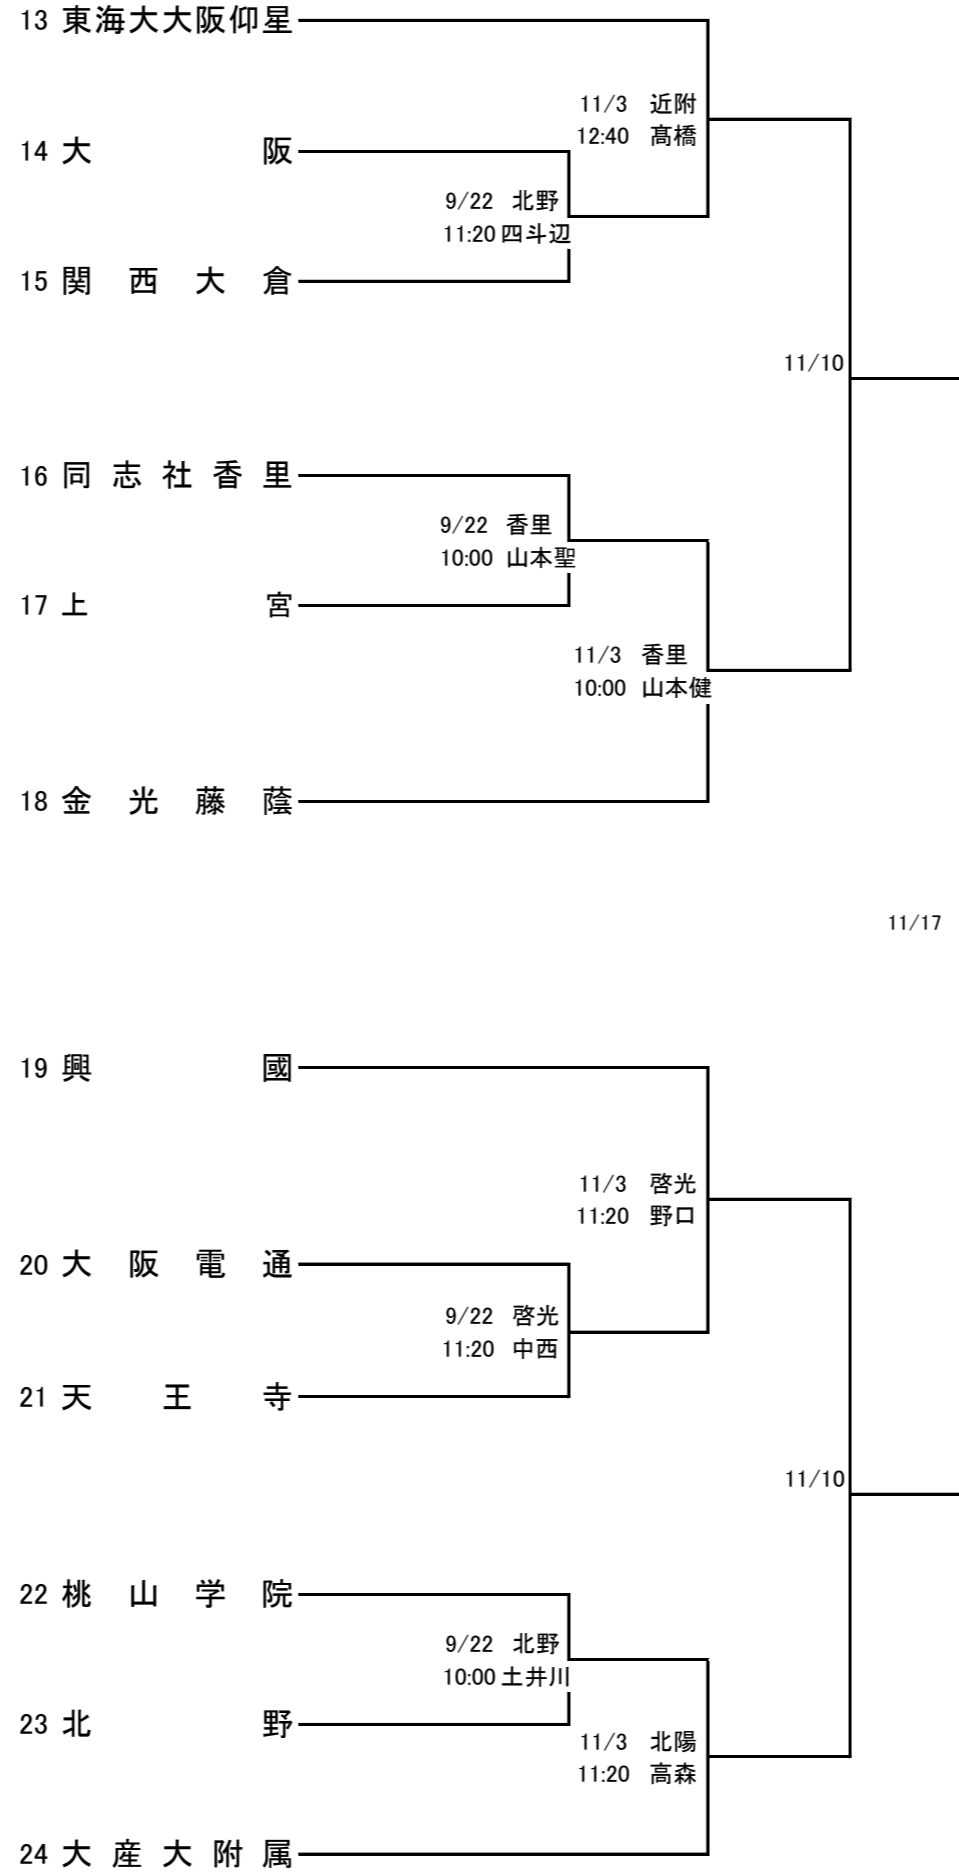 13 東海大大阪仰星
11/3 近附
12:40 髙橋
14 大阪
9/22 北野
11:20 四斗辺
15 関西大倉
11/10
16 同志社香里
9/22 香里
10:00 山本聖
17 上宮
11/3 香里
10:00 山本健
18 金光藤蔭
11/17
19 興國
11/3 啓光
11:20 野口
20 大阪電通
9/22 啓光
11:20 中西
21 天王寺
11/10
22 桃山学院
9/22 北野
10:00 土井川
23 北野
11/3 北陽
11:20 高森
24 大産大附属